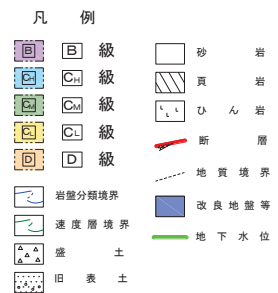 凡 例
B B 級
CH CH 級
CM CM 級
CL CL 級
D D 級
岩盤分類境界
速度層境界
盛 土
旧 表 土
砂 岩
頁 岩
ひ ん 岩
断 層
地 質 境 界
改 良 地 盤 等
地 下 水 位